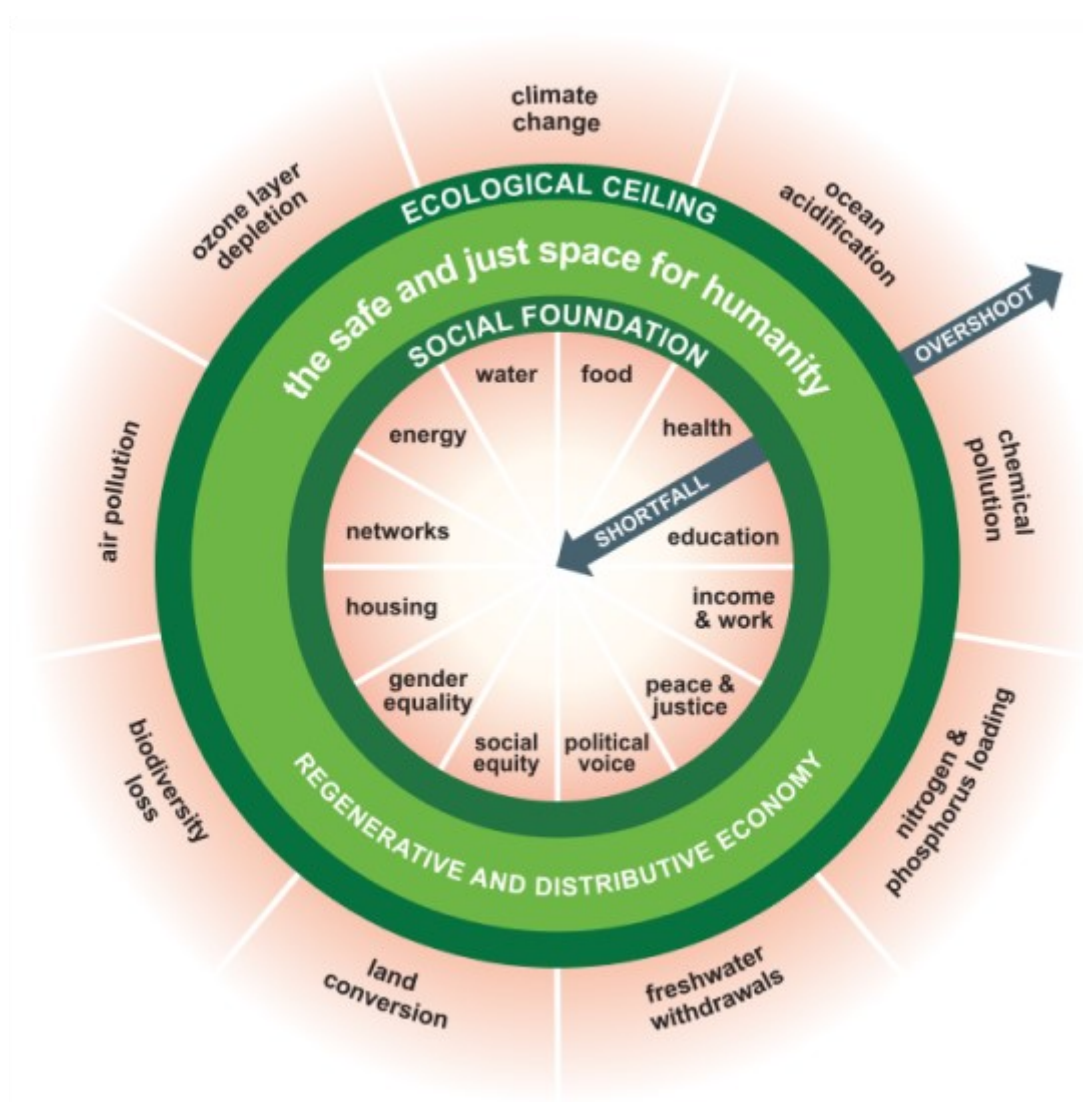 climate
change
ocean
acidification
chemical
pollution
nitrogen &
phosphorus loading
freshwater
withdrawals
land
conversion
biodiversity
loss
air pollution
ozone layer
depletion
ECOLOGICAL CEILING
the safe and just space for humanity
SOCIAL FOUNDATION
OVERSHOOT
SHORTFALL
water
food
health
education
income
& work
peace &
justice
political
voice
social
equity
gender
equality
housing
networks
energy
REGENERATIVE AND DISTRIBUTIVE ECONOMY